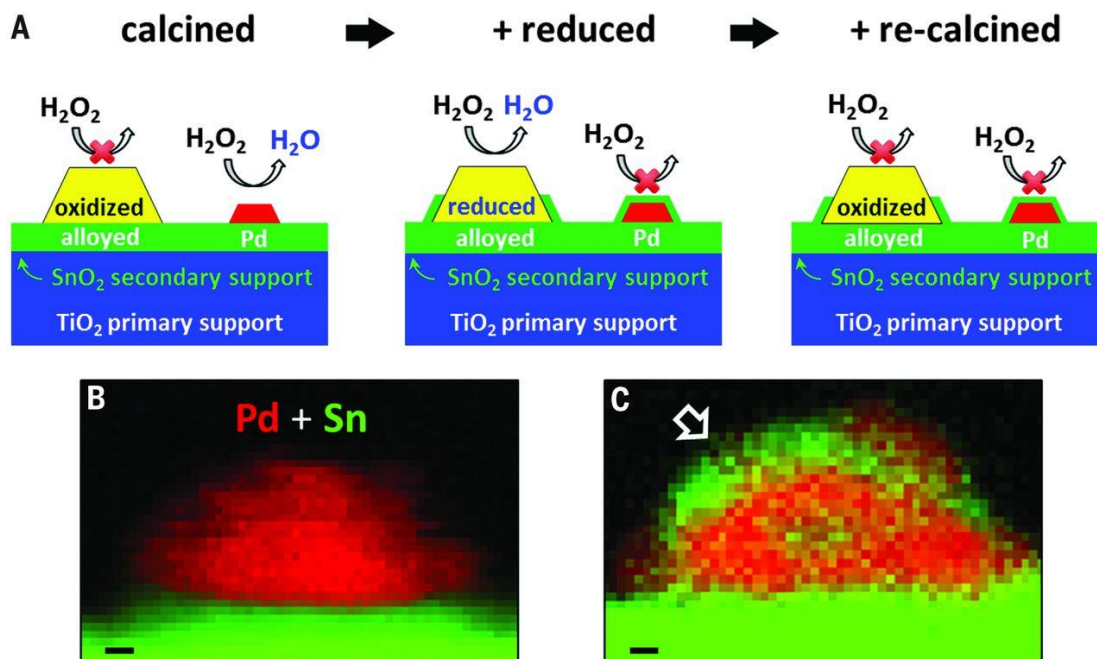 A
calcined
+ reduced
+ re-calcined
H₂O₂
H₂O₂ H₂O
oxidized
alloyed Pd
SnO₂ secondary support
TiO₂ primary support
H₂O₂ H₂O
H₂O₂
reduced
alloyed Pd
SnO₂ secondary support
TiO₂ primary support
H₂O₂
H₂O₂
oxidized
alloyed Pd
SnO₂ secondary support
TiO₂ primary support
B
Pd + Sn
C